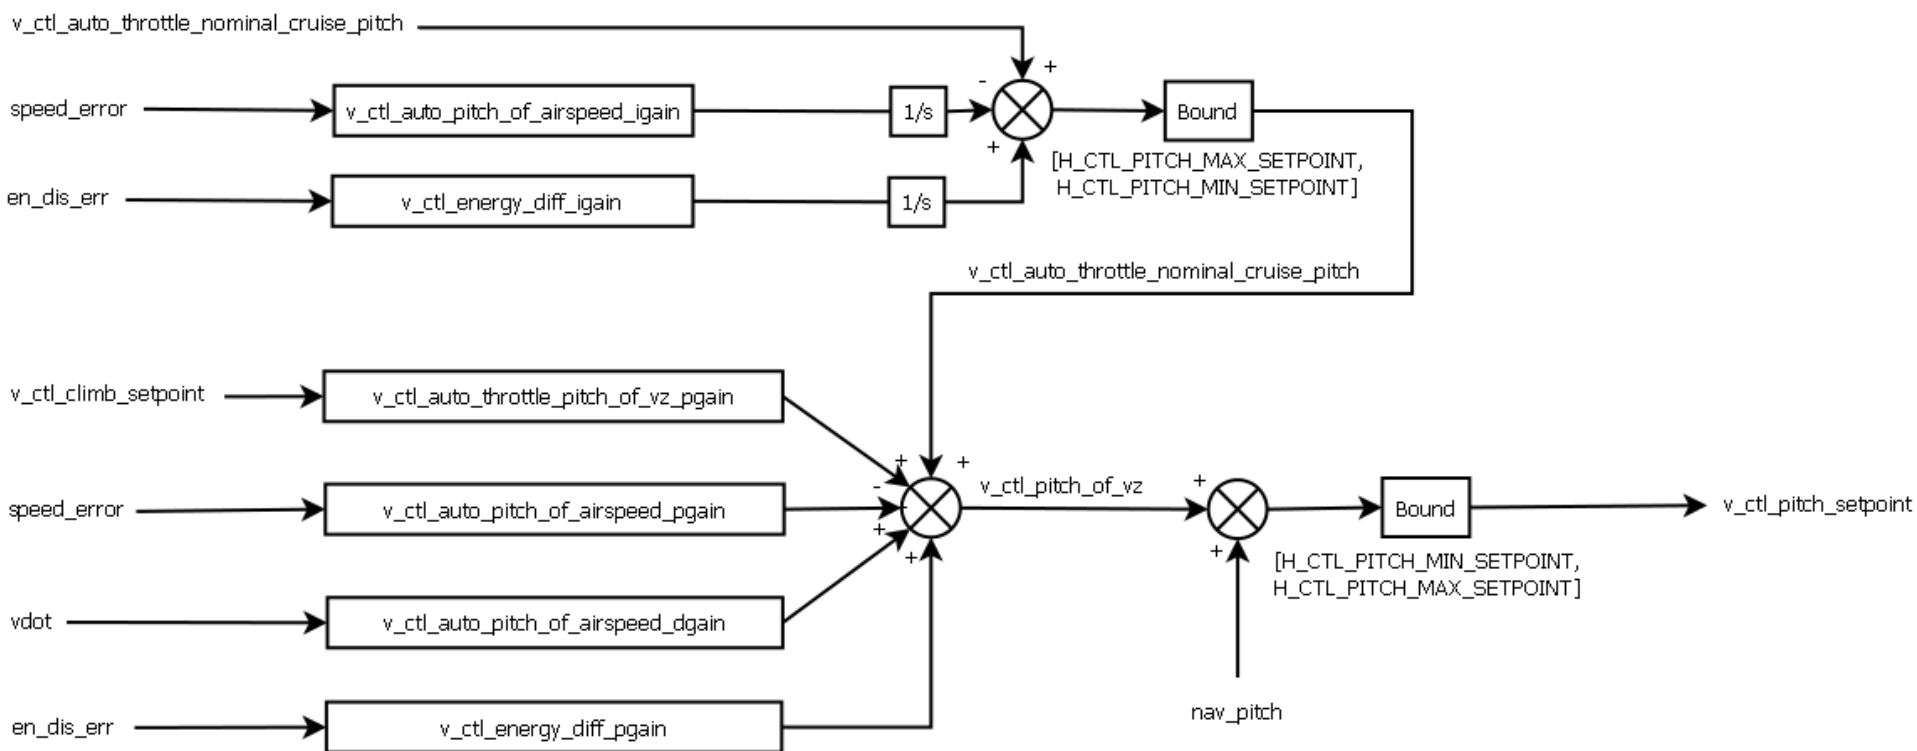 v_ctl_auto_throttle_nominal_cruise_pitch
+
-
speed_error
v_ctl_auto_pitch_of_airspeed_igain
1/s
Bound
+
[H_CTL_PITCH_MAX_SETPOINT,
H_CTL_PITCH_MIN_SETPOINT]
en_dis_err
v_ctl_energy_diff_igain
1/s
v_ctl_auto_throttle_nominal_cruise_pitch
v_ctl_climb_setpoint
v_ctl_auto_throttle_pitch_of_vz_pgain
+
+
-
v_ctl_pitch_of_vz
+
speed_error
v_ctl_auto_pitch_of_airspeed_pgain
-
Bound
v_ctl_pitch_setpoint
+
+
+
[H_CTL_PITCH_MIN_SETPOINT,
H_CTL_PITCH_MAX_SETPOINT]
vdot
v_ctl_auto_pitch_of_airspeed_dgain
nav_pitch
en_dis_err
v_ctl_energy_diff_pgain